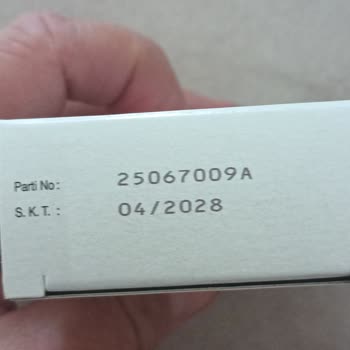 Parti No: 25067009A
S. K. T. : 04/2028